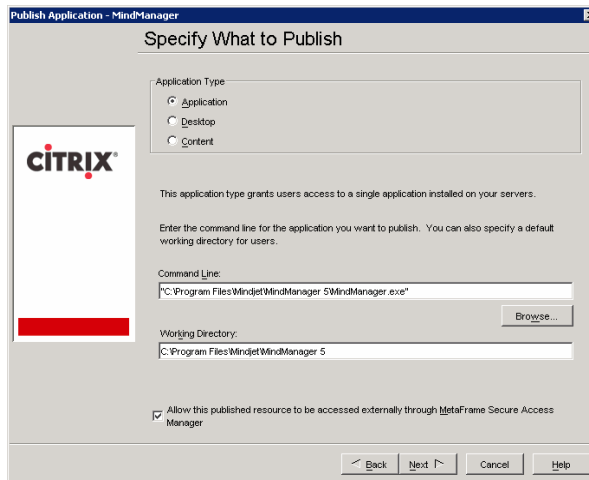 Publish Application - MindManager
Specify What to Publish
Application Type
Application
Desktop
Content
CITRIX®
This application type grants users access to a single application installed on your servers.
Enter the command line for the application you want to publish. You can also specify a default
working directory for users.
Command Line:
"C:\Program Files\Mindjet\MindManager 5\MindManager.exe"
Browse...
Working Directory:
C:\Program Files\Mindjet\MindManager 5
Allow this published resource to be accessed externally through MetaFrame Secure Access
Manager
< Back
Next >
Cancel
Help